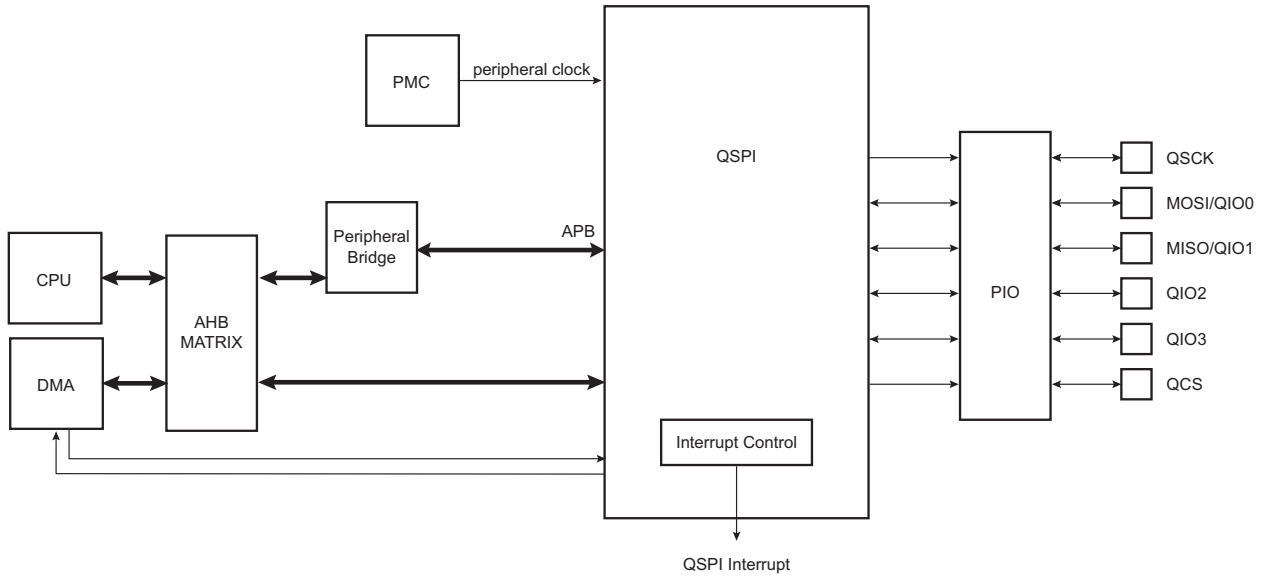 PMC
peripheral clock
QSPI
QSCK
MOSI/QIO0
Peripheral
Bridge
APB
MISO/QIO1
CPU
PIO
QIO2
AHB
MATRIX
QIO3
DMA
QCS
Interrupt Control
QSPI Interrupt